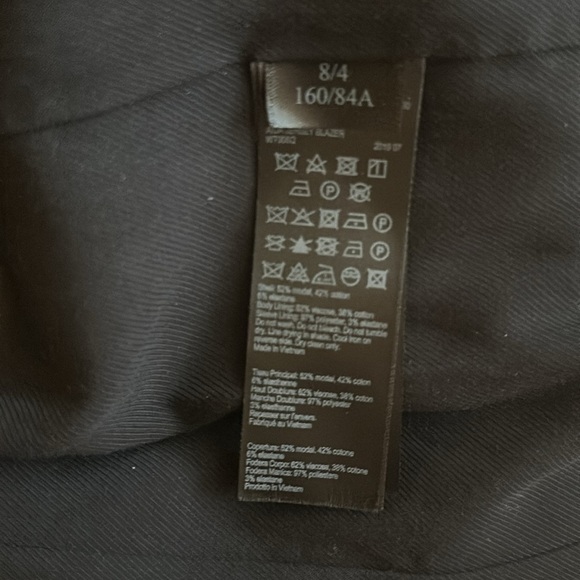 8/4
160/84A
BLAZER
Shell: 52% modal, 42% cotton
6% elastane
Body Lining: 62% viscose, 38% cotton
Sleeve Lining: 97% polyester, 3% elastane
Do not wash. Do not bleach. Do not tumble
dry. Line drying in shade. Cool iron on
reverse side. Dry clean only.
Made in Vietnam
Tissu Principal: 52% modal, 42% coton
6% élasthanne
Haut Doublure: 62% viscose, 38% coton
Manche Doublure: 97% polyester
3% élasthanne
Repasser sur l'envers.
Fabriqué au Vietnam
Copertura: 52% modal, 42% cotone
6% elastane
Fodera Corpo: 62% viscosa, 38% cotone
Fodera Manica: 97% poliestere
3% elastane
Prodotto in Vietnam